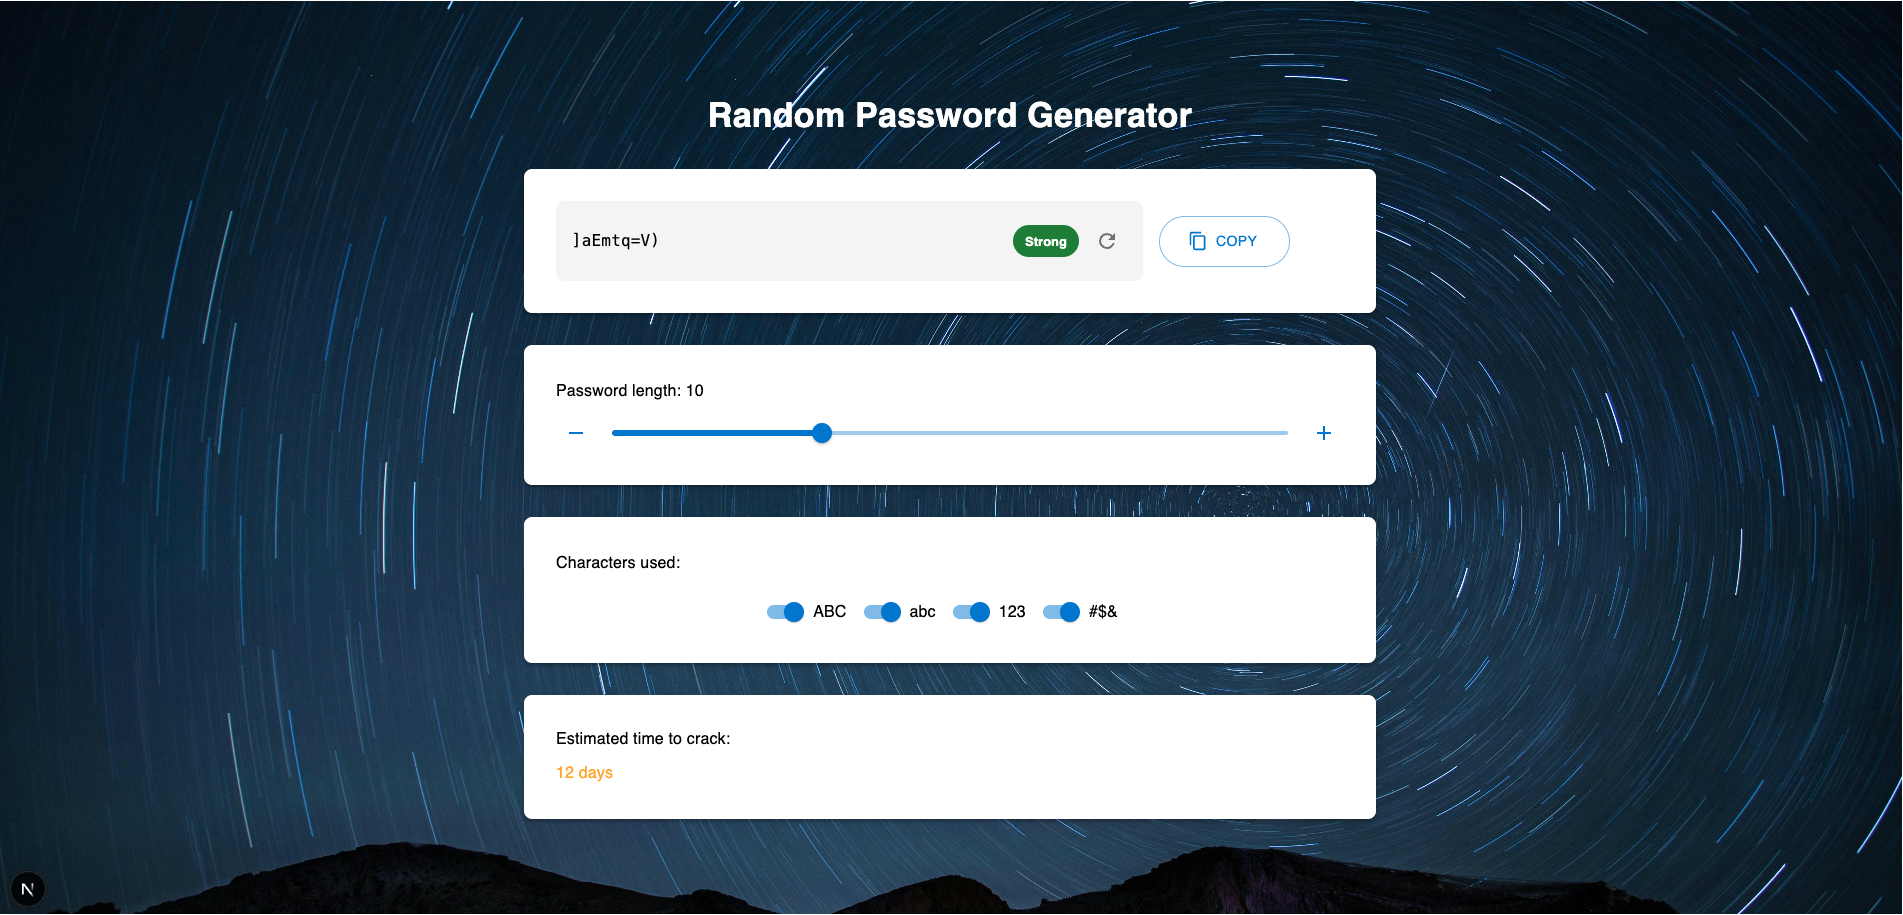 Random Password Generator
]aEmtq=V)
Strong
COPY
Password length: 10
Characters used:
ABC abc 123 #$&
Estimated time to crack:
12 days
N